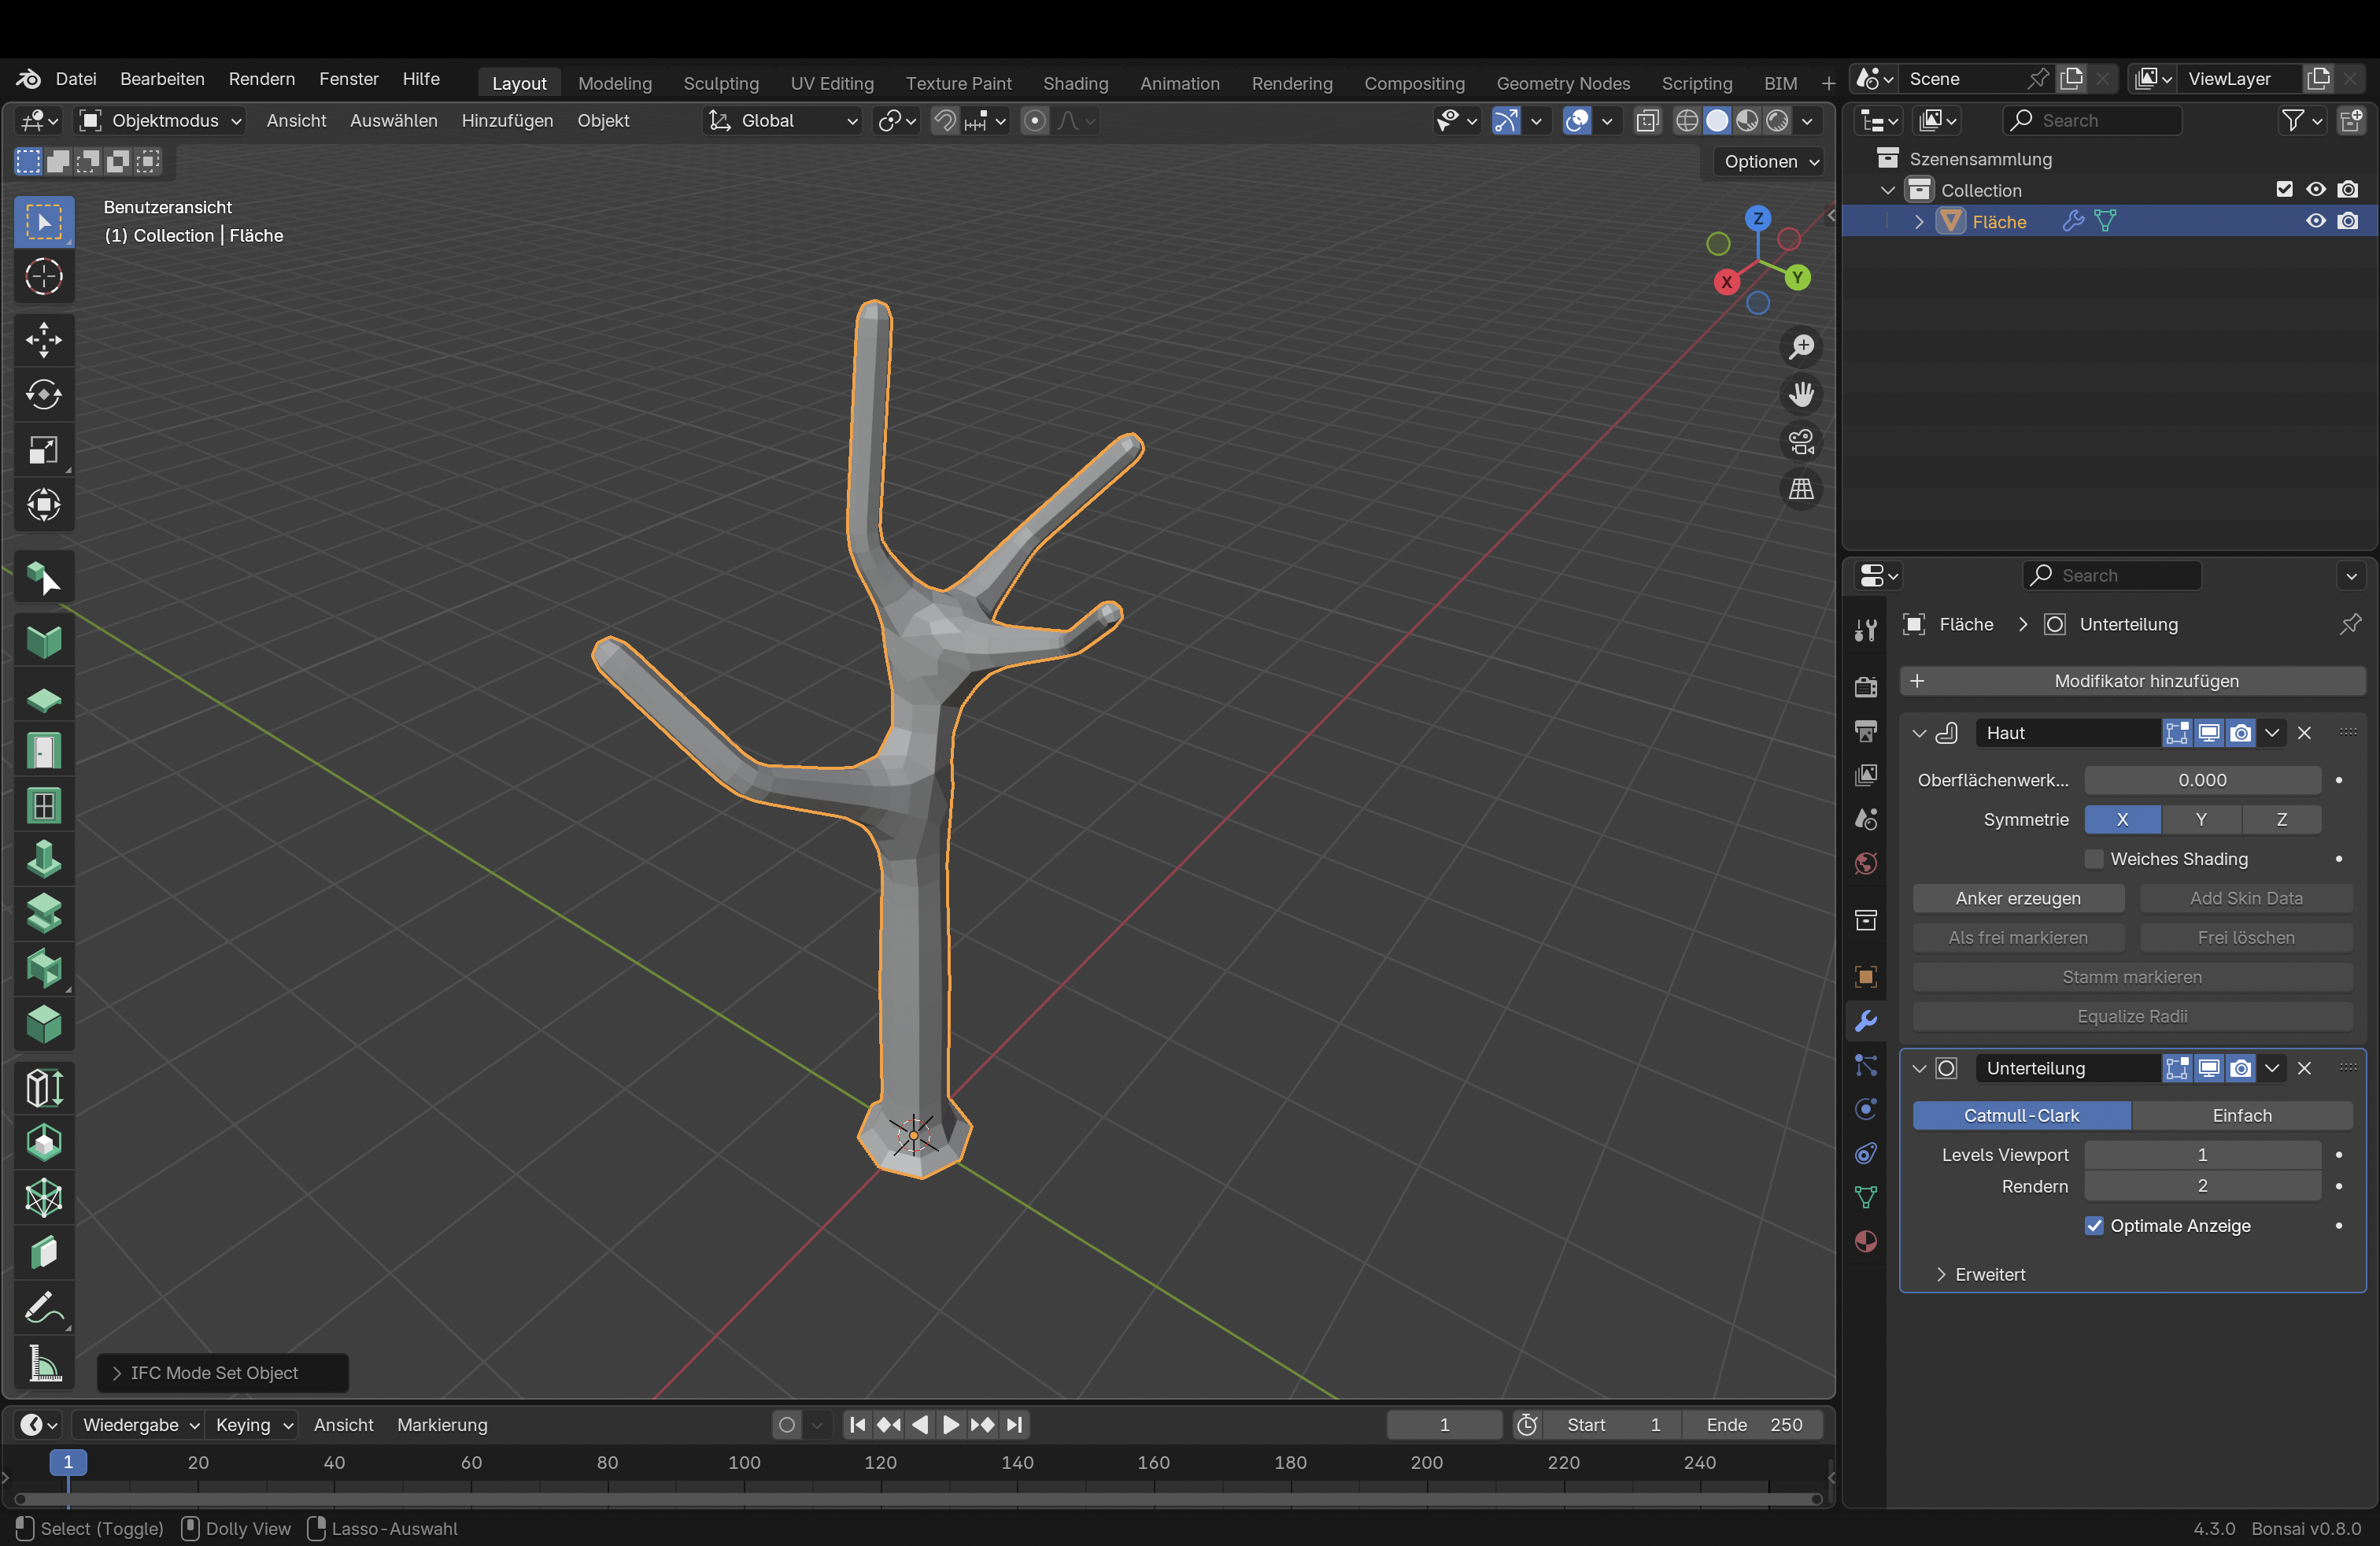 Datei Bearbeiten Rendern Fenster Hilfe Layout Modeling Sculpting UV Editing Texture Paint Shading Animation Rendering Compositing Geometry Nodes Scripting BIM Scene ViewLayer
Objektmodus Ansicht Auswählen Hinzufügen Objekt Global Search
Optionen
Szenensammlung
Collection
Fläche
Benutzeransicht
(1) Collection | Fläche
Z
Y
X
Search
Fläche Unterteilung
Modifikator hinzufügen
Haut
Oberflächenwerk... 0.000
Symmetrie X Y Z
Weiches Shading
Anker erzeugen Add Skin Data
Als frei markieren Frei löschen
Stamm markieren
Equalize Radii
Unterteilung
Catmull-Clark Einfach
Levels Viewport 1
Rendern 2
Optimale Anzeige
Erweitert
IFC Mode Set Object
Wiedergabe Keying Ansicht Markierung 1 Start 1 Ende 250
1 20 40 60 80 100 120 140 160 180 200 220 240
Select (Toggle) Dolly View Lasso-Auswahl 4.3.0 Bonsai v0.8.0